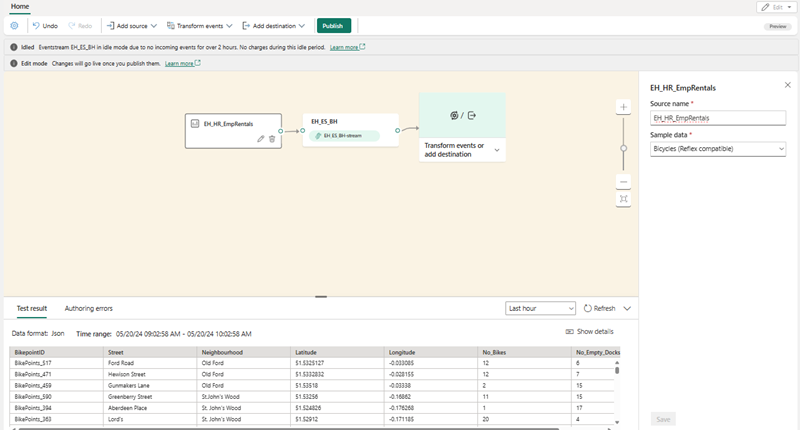 Home
Edit
Undo
Redo
Add source
Transform events
Add destination
Publish
Preview
Idled Eventstream EH_ES_BH in idle mode due to no incoming events for over 2 hours. No charges during this idle period. Learn more
Edit mode Changes will go live once you publish them. Learn more
EH_HR_EmpRentals
EH_ES_BH
EH_ES_BH-stream
/
Transform events or
add destination
EH_HR_EmpRentals
Source name *
EH_HR_EmpRentals
Sample data *
Bicycles (Reflex compatible)
Save
Test result
Authoring errors
Last hour
Refresh
Data format: Json
Time range: 05/20/24 09:02:58 AM - 05/20/24 10:02:58 AM
Show details
BikepointID Street Neighbourhood Latitude Longitude No_Bikes No_Empty_Docks
BikePoints_517 Ford Road Old Ford 51.5325127 -0.033085 12 6
BikePoints_471 Hewison Street Old Ford 51.5332832 -0.028155 12 7
BikePoints_459 Gunmakers Lane Old Ford 51.53518 -0.03338 2 15
BikePoints_590 Greenberry Street St.John's Wood 51.53256 -0.16862 11 15
BikePoints_394 Aberdeen Place St. John's Wood 51.524826 -0.176268 1 17
BikePoints_363 Lord's St. John's Wood 51.52912 -0.171185 20 4